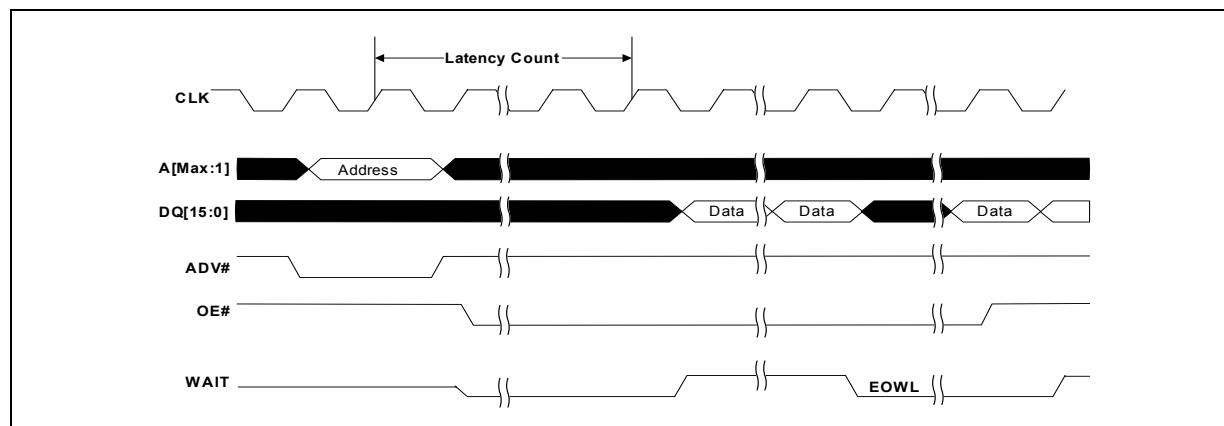 Latency Count
CLK
A[Max:1]
Address
DQ[15:0]
Data
Data
Data
ADV#
OE#
WAIT
EOWL